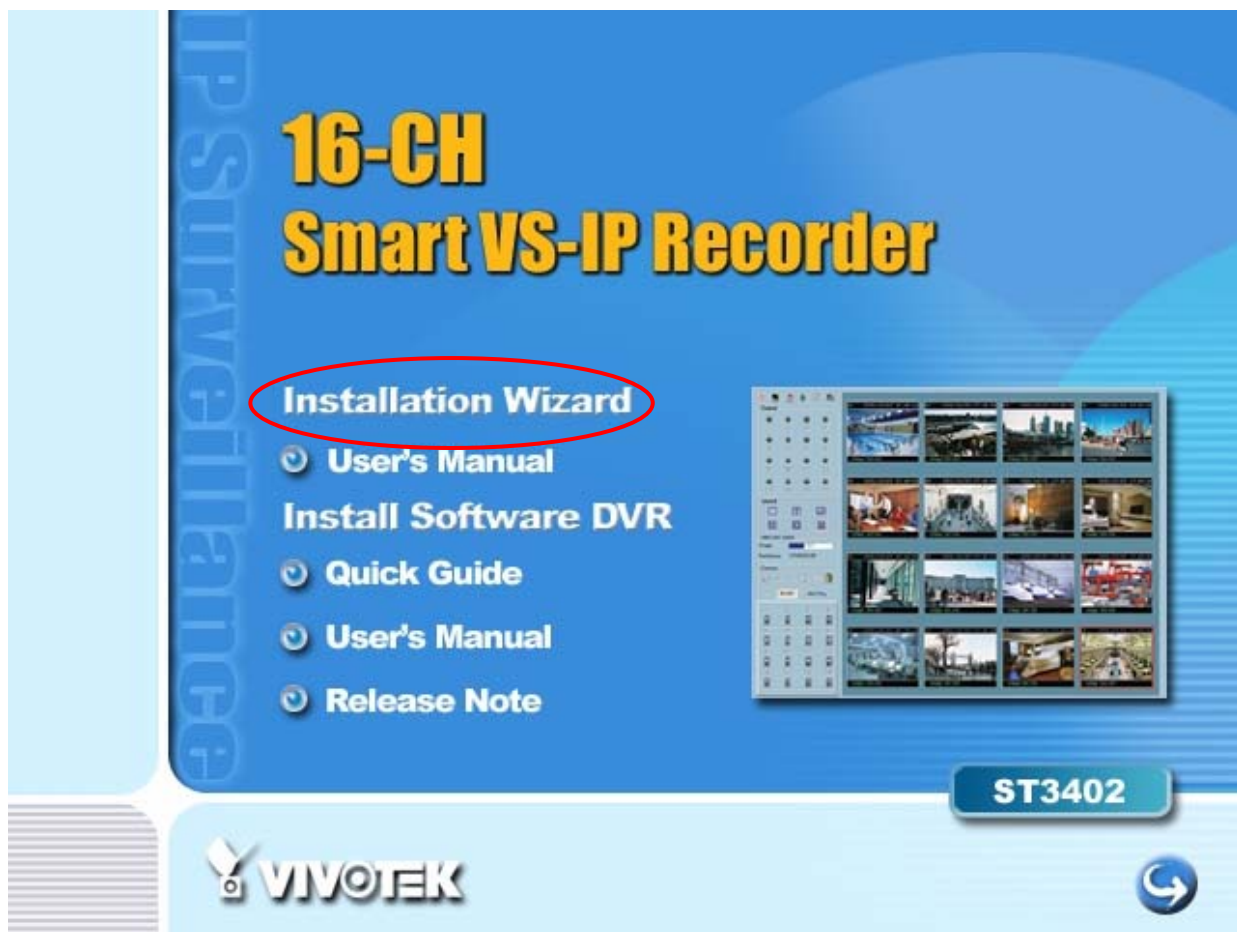 IP Surveillance
16-CH
Smart VS-IP Recorder
Installation Wizard
User's Manual
Install Software DVR
Quick Guide
User's Manual
Release Note
ST3402
VIVOTEK